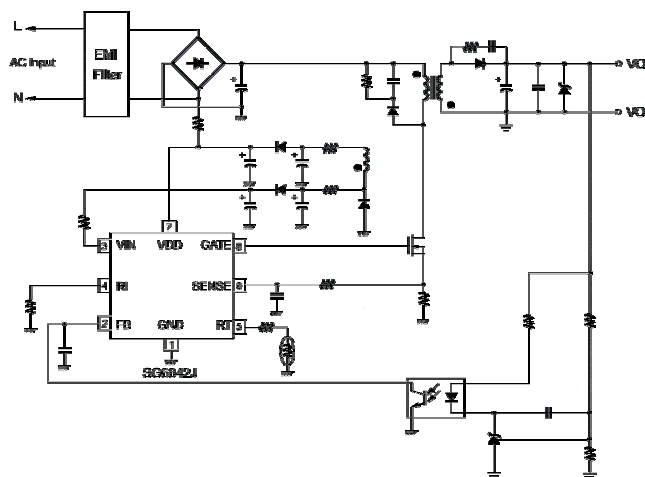 L
EMI
Filter
AC Input
N
VO
VO
7
3 VIN VDD GATE 8
4 RI SENSE 6
2 FB GND RT 5
1
SG6842J